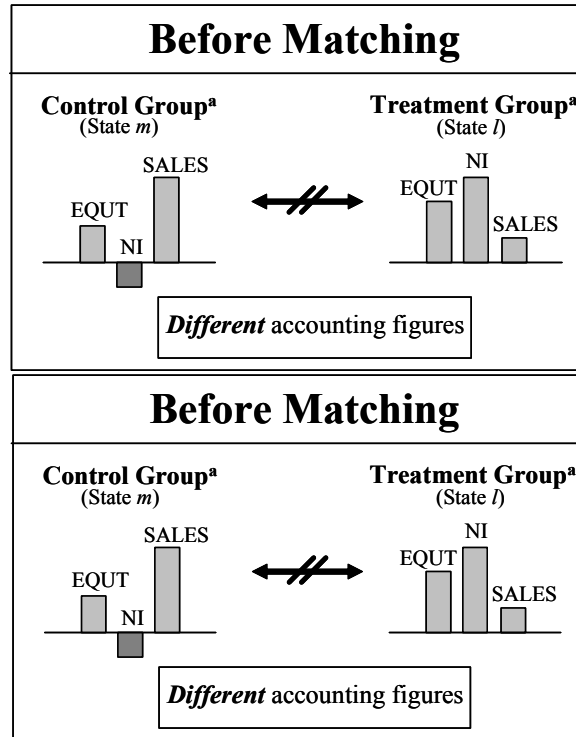 Before Matching
Control Groupᵃ
(State m)
Treatment Groupᵃ
(State l)
SALES
EQUT
NI
NI
EQUT
SALES
Different accounting figures
Before Matching
Control Groupᵃ
(State m)
Treatment Groupᵃ
(State l)
SALES
EQUT
NI
NI
EQUT
SALES
Different accounting figures